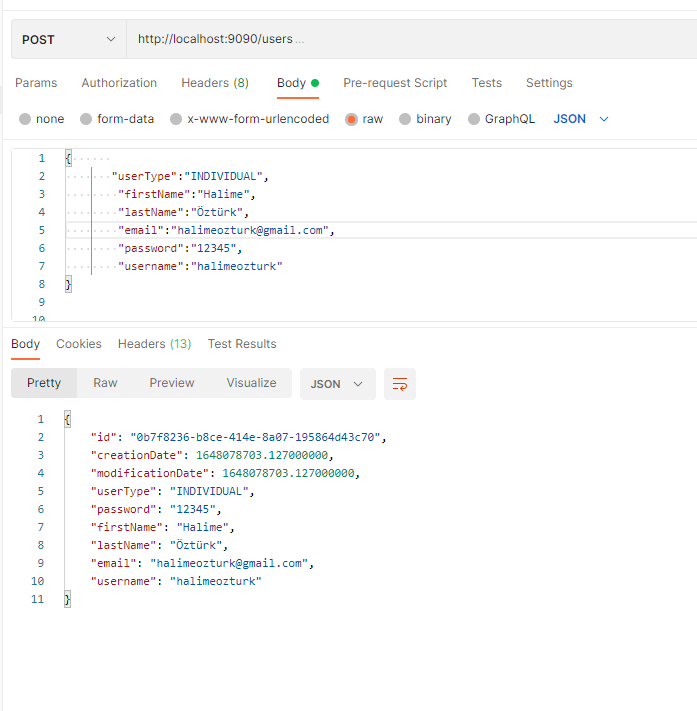 POST http://localhost:9090/users ...
Params Authorization Headers (8) Body Pre-request Script Tests Settings
none form-data x-www-form-urlencoded raw binary GraphQL JSON
1 {
2 "userType":"INDIVIDUAL",
3 "firstName":"Halime",
4 "lastName":"Öztürk",
5 "email":"halimeozturk@gmail.com",
6 "password":"12345",
7 "username":"halimeozturk"
8 }
9
10
Body Cookies Headers (13) Test Results
Pretty Raw Preview Visualize JSON
1 {
2 "id": "0b7f8236-b8ce-414e-8a07-195864d43c70",
3 "creationDate": 1648078703.127000000,
4 "modificationDate": 1648078703.127000000,
5 "userType": "INDIVIDUAL",
6 "password": "12345",
7 "firstName": "Halime",
8 "lastName": "Öztürk",
9 "email": "halimeozturk@gmail.com",
10 "username": "halimeozturk"
11 }